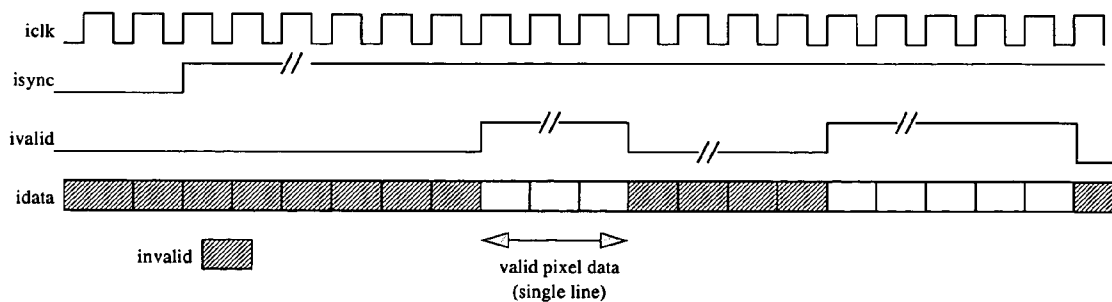 iclk
isync
ivalid
idata
invalid
valid pixel data
(single line)